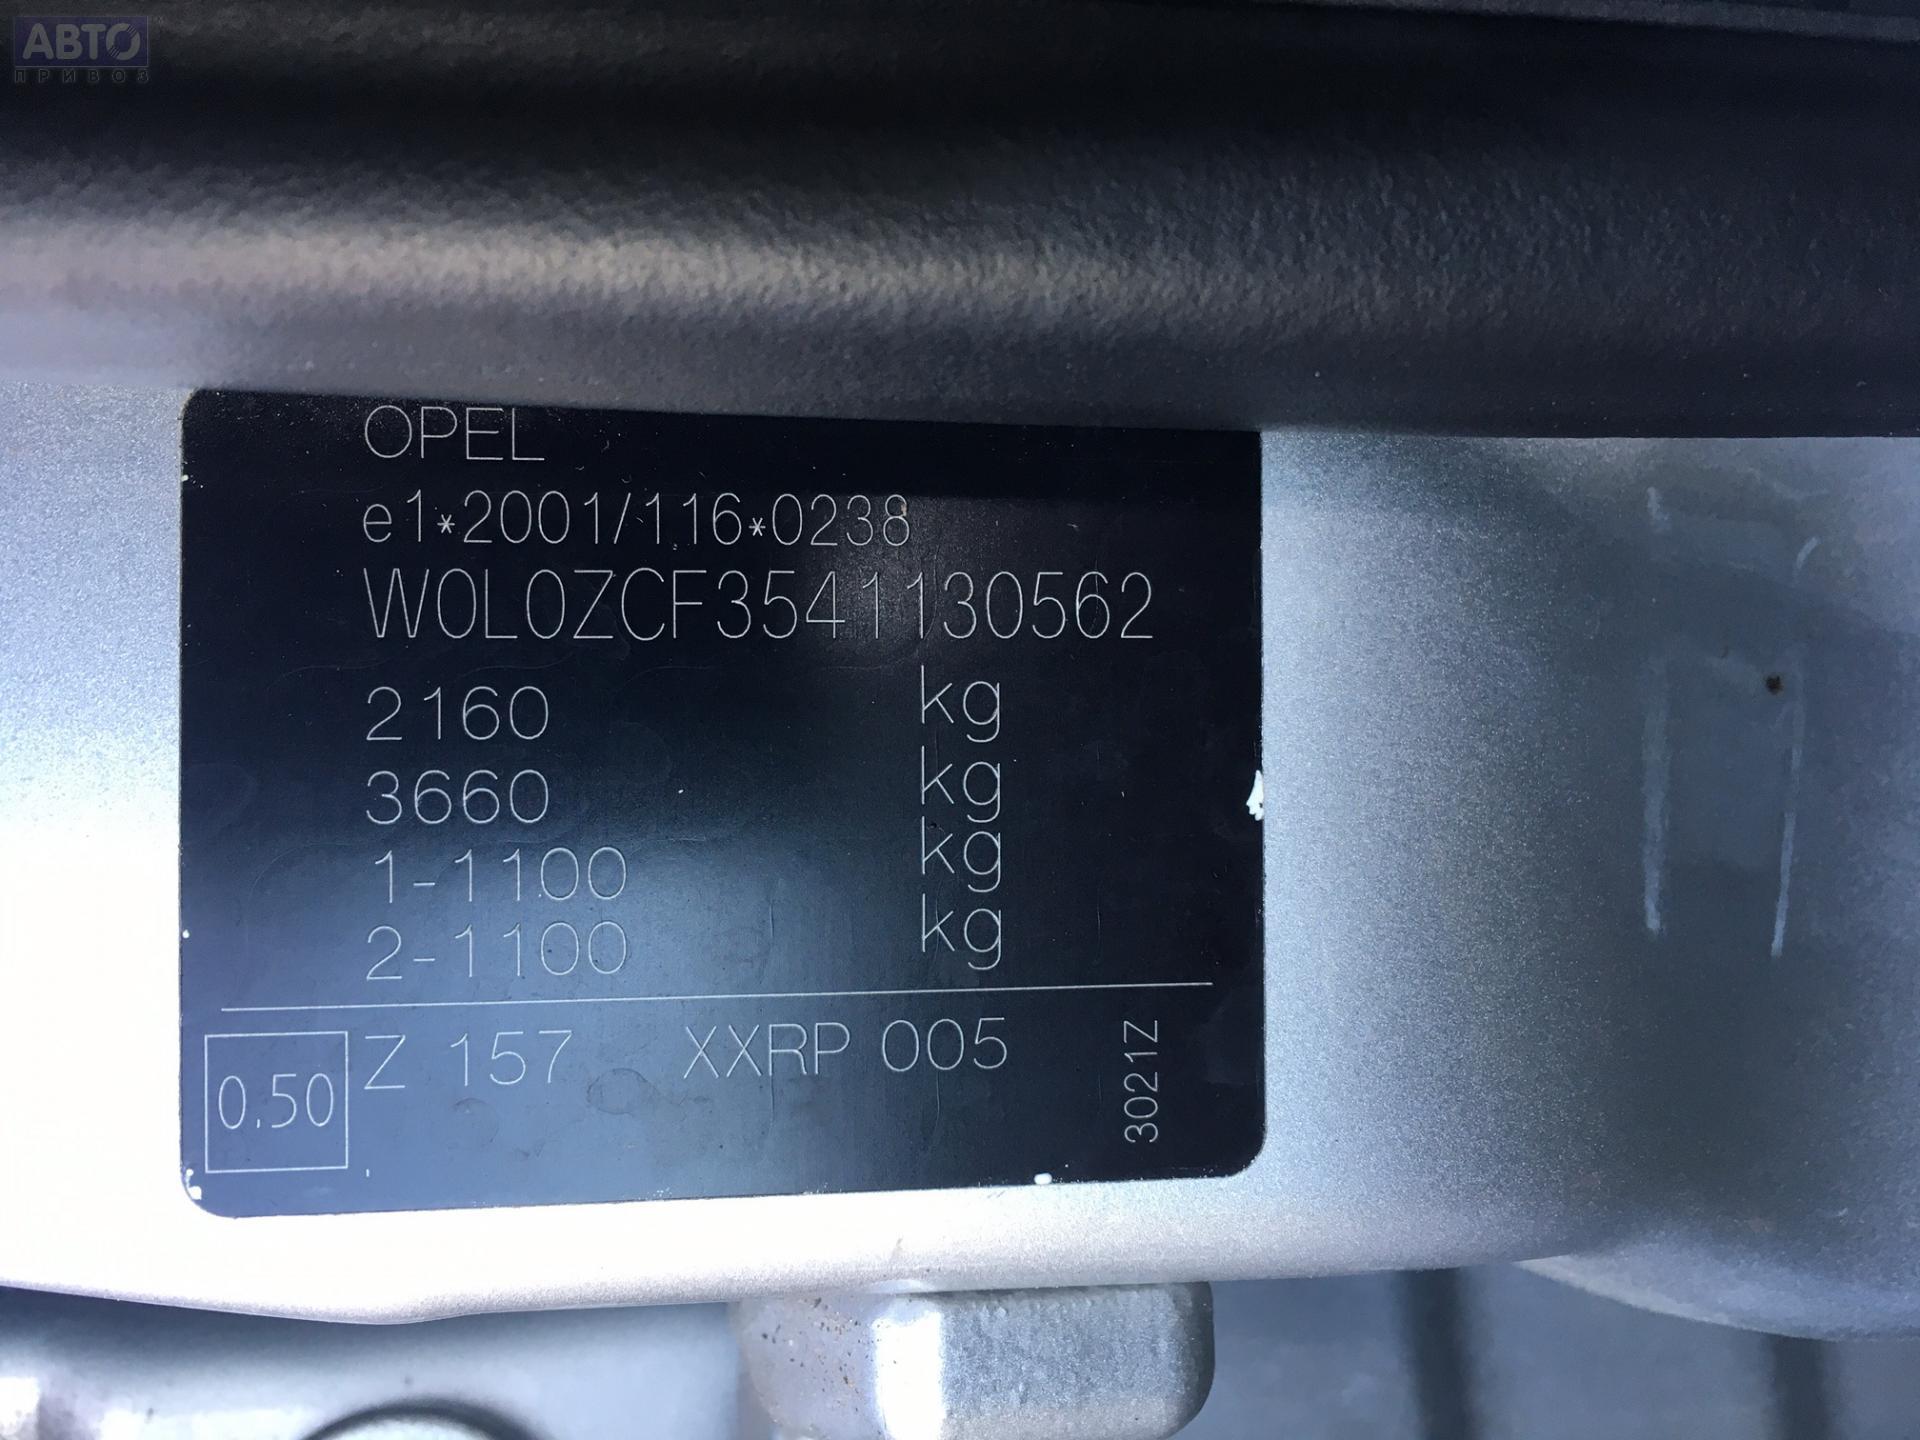 АВТО
ПРИВОЗ
OPEL
e1*2001/116*0238
W0L0ZCF3541130562
2160 kg
3660 kg
1-1100 kg
2-1100 kg
0.50 Z 157 XXRP 005 3021Z